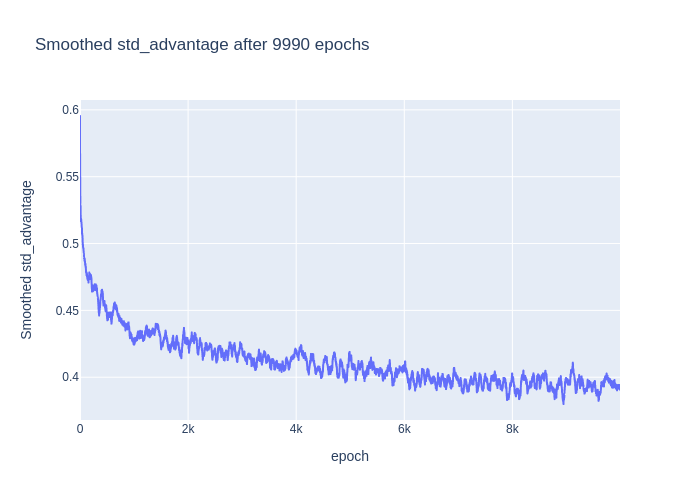 Smoothed std_advantage after 9990 epochs
Smoothed std_advantage
0.6
0.55
0.5
0.45
0.4
0
2k
4k
6k
8k
epoch